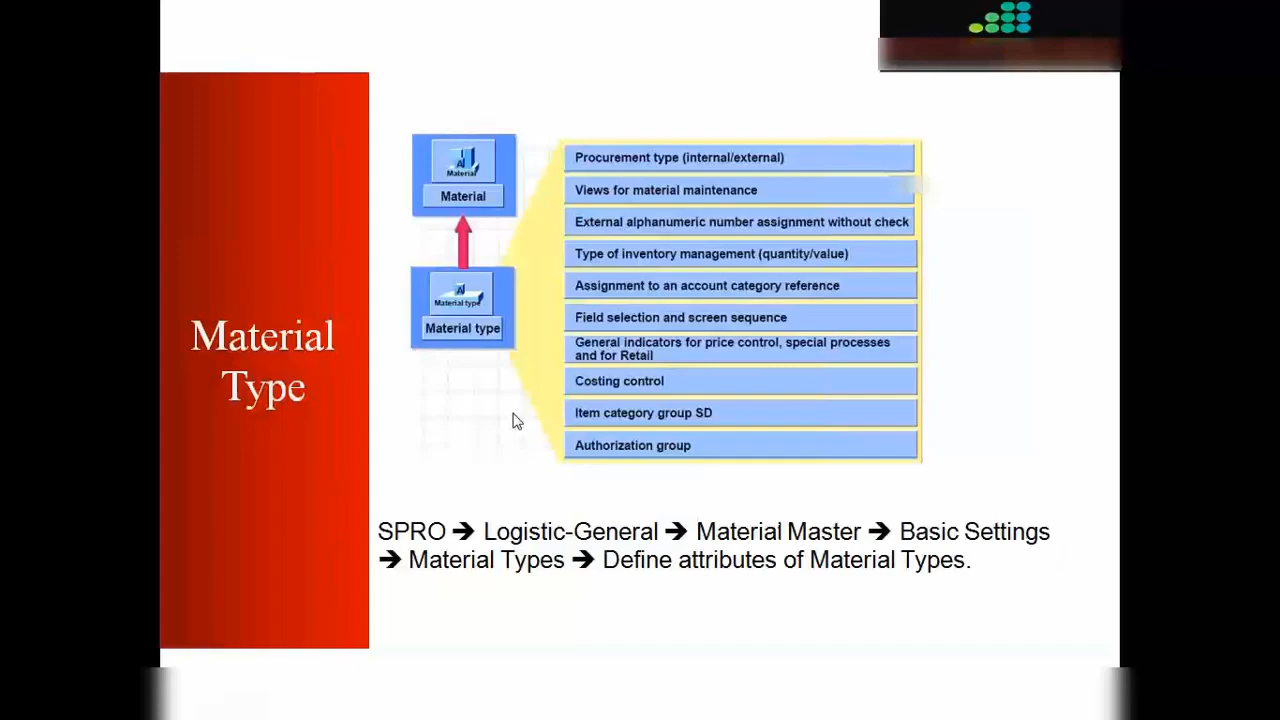 Material
Type
Material
Material
Material type
Material type
Procurement type (internal/external)
Views for material maintenance
External alphanumeric number assignment without check
Type of inventory management (quantity/value)
Assignment to an account category reference
Field selection and screen sequence
General indicators for price control, special processes
and for Retail
Costing control
Item category group SD
Authorization group
SPRO ➔ Logistic-General ➔ Material Master ➔ Basic Settings
➔ Material Types ➔ Define attributes of Material Types.